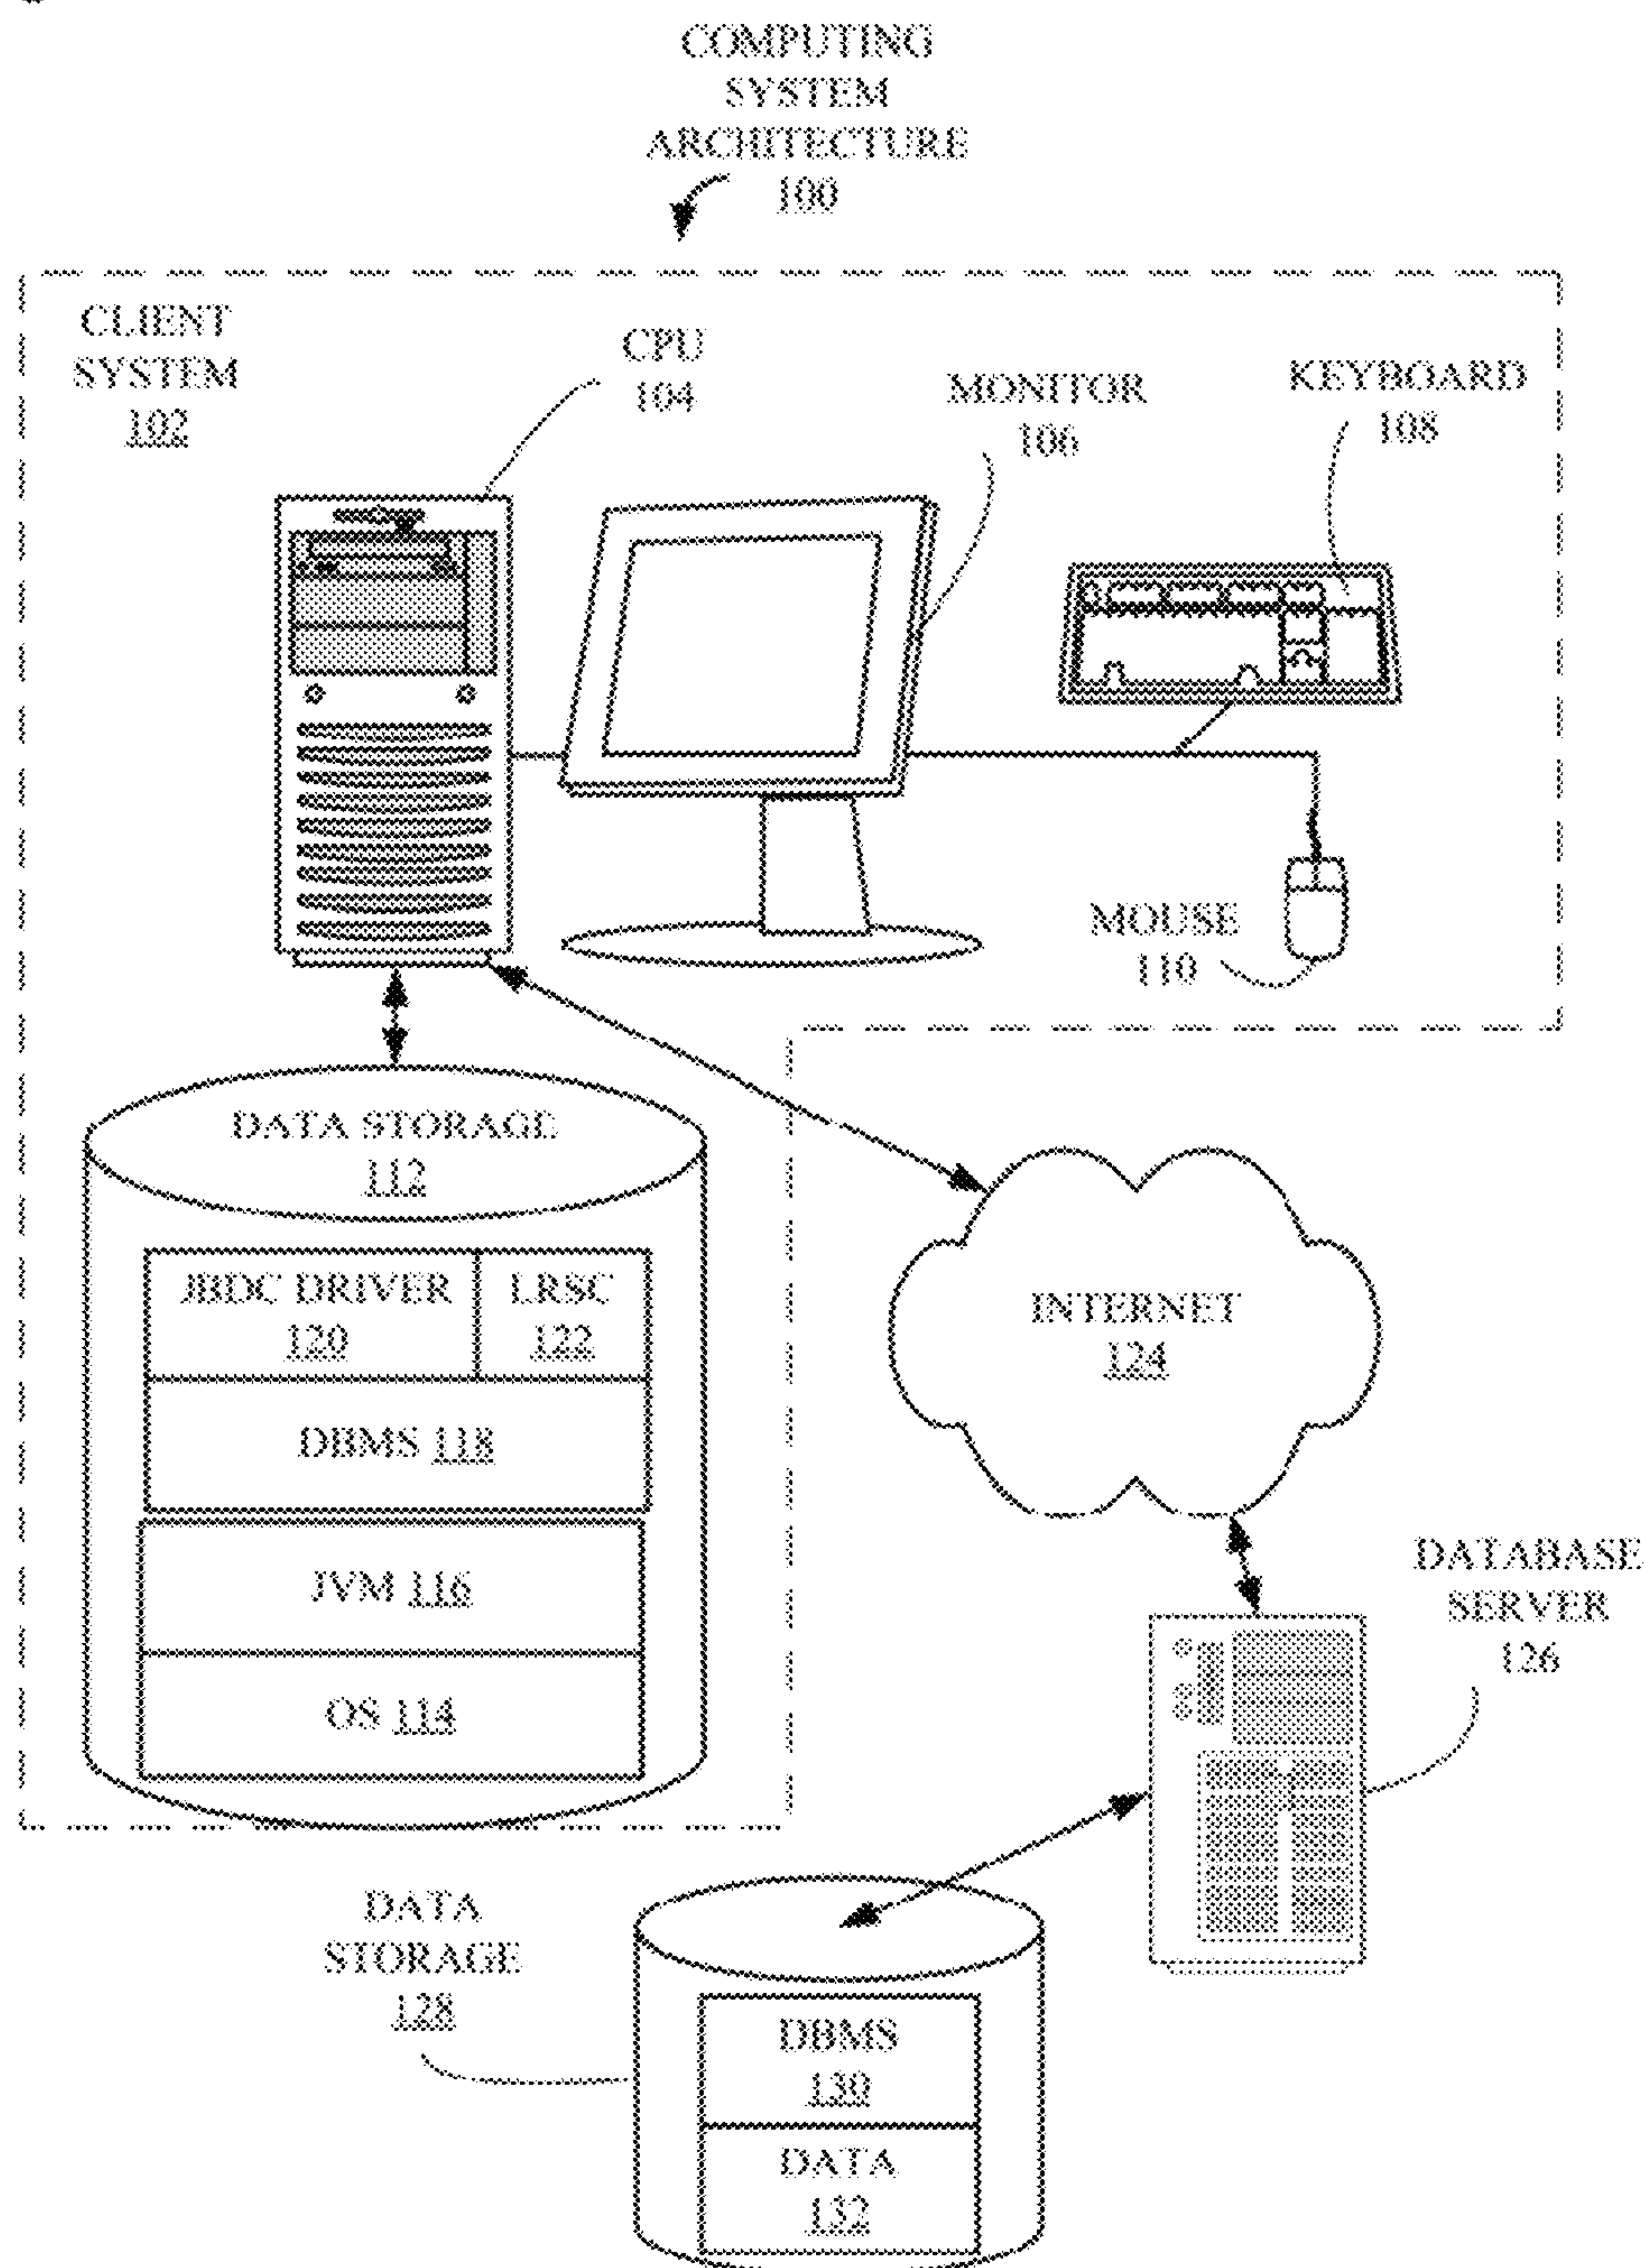 COMPUTING
SYSTEM
ARCHITECTURE
100
CLIENT
SYSTEM
102
CPU
104
MONITOR
106
KEYBOARD
108
MOUSE
110
DATA STORAGE
112
JBDC DRIVER
120
LRSC
122
DBMS 118
JVM 116
OS 114
INTERNET
124
DATABASE
SERVER
126
DATA
STORAGE
128
DBMS
130
DATA
132